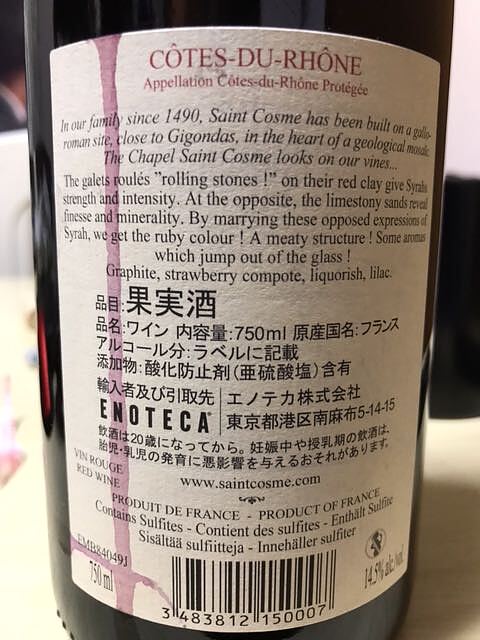 CÔTES-DU-RHÔNE
Appellation Côtes-du-Rhône Protégée
In our family since 1490, Saint Cosme has been built on a gallo-
roman site, close to Gigondas, in the heart of a geological mosaic.
The Chapel Saint Cosme looks on our vines...
The galets roulés "rolling stones !" on their red clay give Syrahs
strength and intensity. At the opposite, the limestony sands reveal
finesse and minerality. By marrying these opposed expressions of
Syrah, we get the ruby colour ! A meaty structure ! Some aromas
which jump out of the glass !
Graphite, strawberry compote, liquorish, lilac.
品目:果実酒
品名:ワイン 内容量:750ml 原産国名:フランス
アルコール分:ラベルに記載
添加物:酸化防止剤(亜硫酸塩)含有
輸入者及び引取先 エノテカ株式会社
ENOTECA 東京都港区南麻布5-14-15
飲酒は20歳になってから。妊娠中や授乳期の飲酒は、
胎児・乳児の発育に悪影響を与えるおそれがあります。
VIN ROUGE
RED WINE
www.saintcosme.com
PRODUIT DE FRANCE - PRODUCT OF FRANCE
Contains Sulfites - Contient des sulfites - Enthält Sulfite
Sisältää sulfiitteja - Innehåller sulfiter
EMB84049J
750 ml
14.5% alc./vol.
3 483812 150007